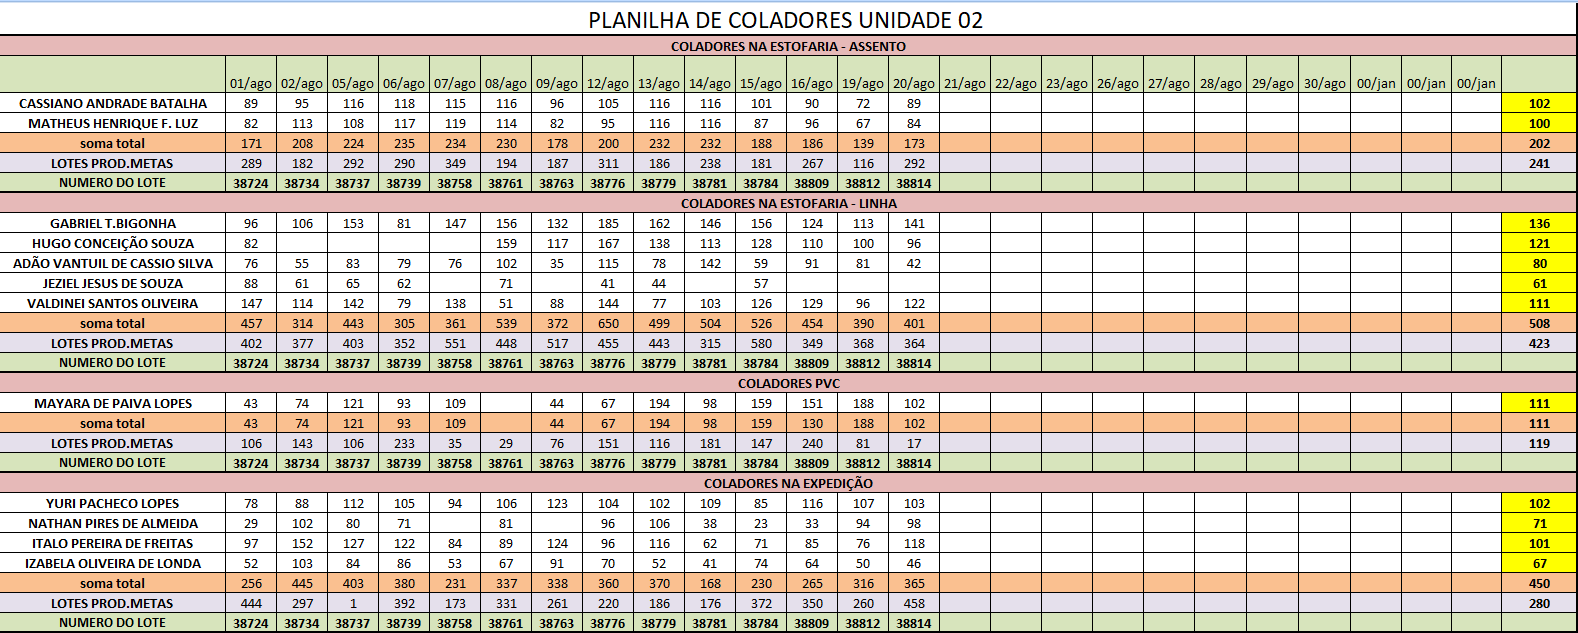 PLANILHA DE COLADORES UNIDADE 02
COLADORES NA ESTOFARIA - ASSENTO
01/ago 02/ago 05/ago 06/ago 07/ago 08/ago 09/ago 12/ago 13/ago 14/ago 15/ago 16/ago 19/ago 20/ago 21/ago 22/ago 23/ago 26/ago 27/ago 28/ago 29/ago 30/ago 00/jan 00/jan 00/jan
CASSIANO ANDRADE BATALHA 89 95 116 118 115 116 96 105 116 116 101 90 72 89 102
MATHEUS HENRIQUE F. LUZ 82 113 108 117 119 114 82 95 116 116 87 96 67 84 100
soma total 171 208 224 235 234 230 178 200 232 232 188 186 139 173 202
LOTES PROD.METAS 289 182 292 290 349 194 187 311 186 238 181 267 116 292 241
NUMERO DO LOTE 38724 38734 38737 38739 38758 38761 38763 38776 38779 38781 38784 38809 38812 38814
COLADORES NA ESTOFARIA - LINHA
GABRIEL T.BIGONHA 96 106 153 81 147 156 132 185 162 146 156 124 113 141 136
HUGO CONCEIÇÃO SOUZA 82 159 117 167 138 113 128 110 100 96 121
ADÃO VANTUIL DE CASSIO SILVA 76 55 83 79 76 102 35 115 78 142 59 91 81 42 80
JEZIEL JESUS DE SOUZA 88 61 65 62 71 41 44 57 61
VALDINEI SANTOS OLIVEIRA 147 114 142 79 138 51 88 144 77 103 126 129 96 122 111
soma total 457 314 443 305 361 539 372 650 499 504 526 454 390 401 508
LOTES PROD.METAS 402 377 403 352 551 448 517 455 443 315 580 349 368 364 423
NUMERO DO LOTE 38724 38734 38737 38739 38758 38761 38763 38776 38779 38781 38784 38809 38812 38814
COLADORES PVC
MAYARA DE PAIVA LOPES 43 74 121 93 109 44 67 194 98 159 151 188 102 111
soma total 43 74 121 93 109 44 67 194 98 159 130 188 102 111
LOTES PROD.METAS 106 143 106 233 35 29 76 151 116 181 147 240 81 17 119
NUMERO DO LOTE 38724 38734 38737 38739 38758 38761 38763 38776 38779 38781 38784 38809 38812 38814
COLADORES NA EXPEDIÇÃO
YURI PACHECO LOPES 78 88 112 105 94 106 123 104 102 109 85 116 107 103 102
NATHAN PIRES DE ALMEIDA 29 102 80 71 81 96 106 38 23 33 94 98 71
ITALO PEREIRA DE FREITAS 97 152 127 122 84 89 124 96 116 62 71 85 76 118 101
IZABELA OLIVEIRA DE LONDA 52 103 84 86 53 67 91 70 52 41 74 64 50 46 67
soma total 256 445 403 380 231 337 338 360 370 168 230 265 316 365 450
LOTES PROD.METAS 444 297 1 392 173 331 261 220 186 176 372 350 260 458 280
NUMERO DO LOTE 38724 38734 38737 38739 38758 38761 38763 38776 38779 38781 38784 38809 38812 38814